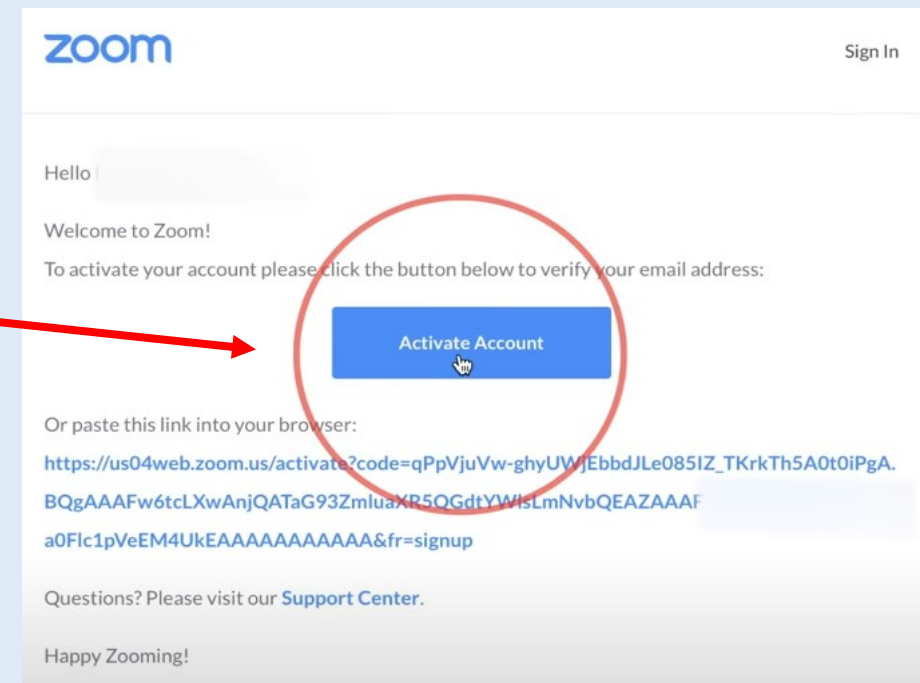 zoom
Sign In
Hello
Welcome to Zoom!
To activate your account please click the button below to verify your email address:
Activate Account
Or paste this link into your browser:
https://us04web.zoom.us/activate?code=qPpVjuVw-ghyUWjEbbdJLe085IZ_TKrkTh5A0t0iPgA.
BQgAAAFw6tcLXwAnjQATaG93ZmluaXR5QGdtYWlsLmNvbQEAZAAAF
a0Flc1pVeEM4UkEAAAAAAAAAAA&fr=signup
Questions? Please visit our Support Center.
Happy Zooming!